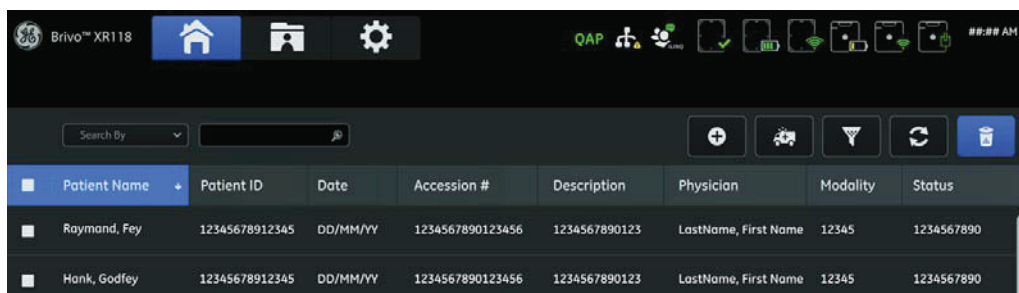 Brivo™ XR118 QAP ##:## AM
Search By
Patient Name Patient ID Date Accession # Description Physician Modality Status
Raymand, Fey 12345678912345 DD/MM/YY 1234567890123456 1234567890123 LastName, First Name 12345 1234567890
Hank, Godfey 12345678912345 DD/MM/YY 1234567890123456 1234567890123 LastName, First Name 12345 1234567890